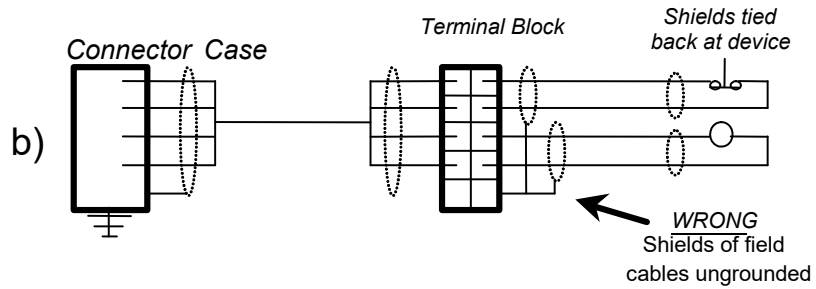 Connector Case
Terminal Block
Shields tied
back at device
b)
WRONG
Shields of field
cables ungrounded